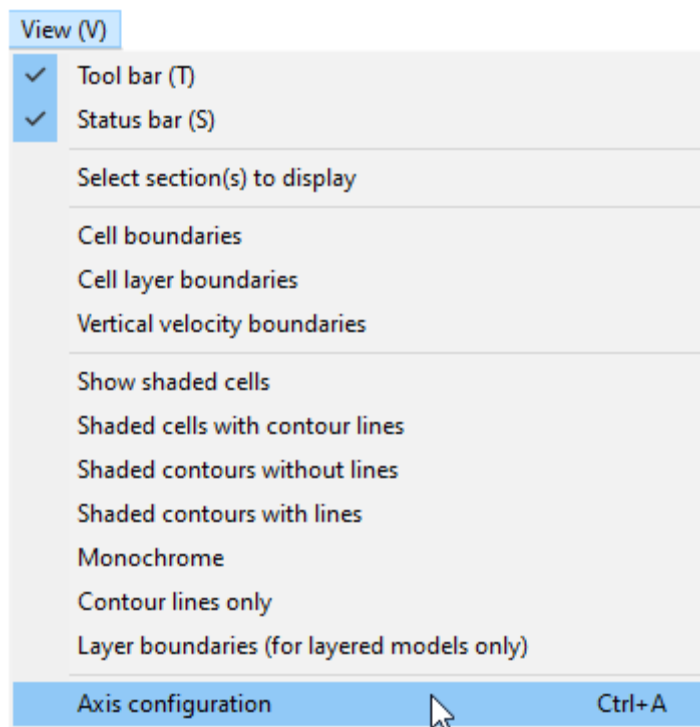 View (V)
Tool bar (T)
Status bar (S)
Select section(s) to display
Cell boundaries
Cell layer boundaries
Vertical velocity boundaries
Show shaded cells
Shaded cells with contour lines
Shaded contours without lines
Shaded contours with lines
Monochrome
Contour lines only
Layer boundaries (for layered models only)
Axis configuration Ctrl+A